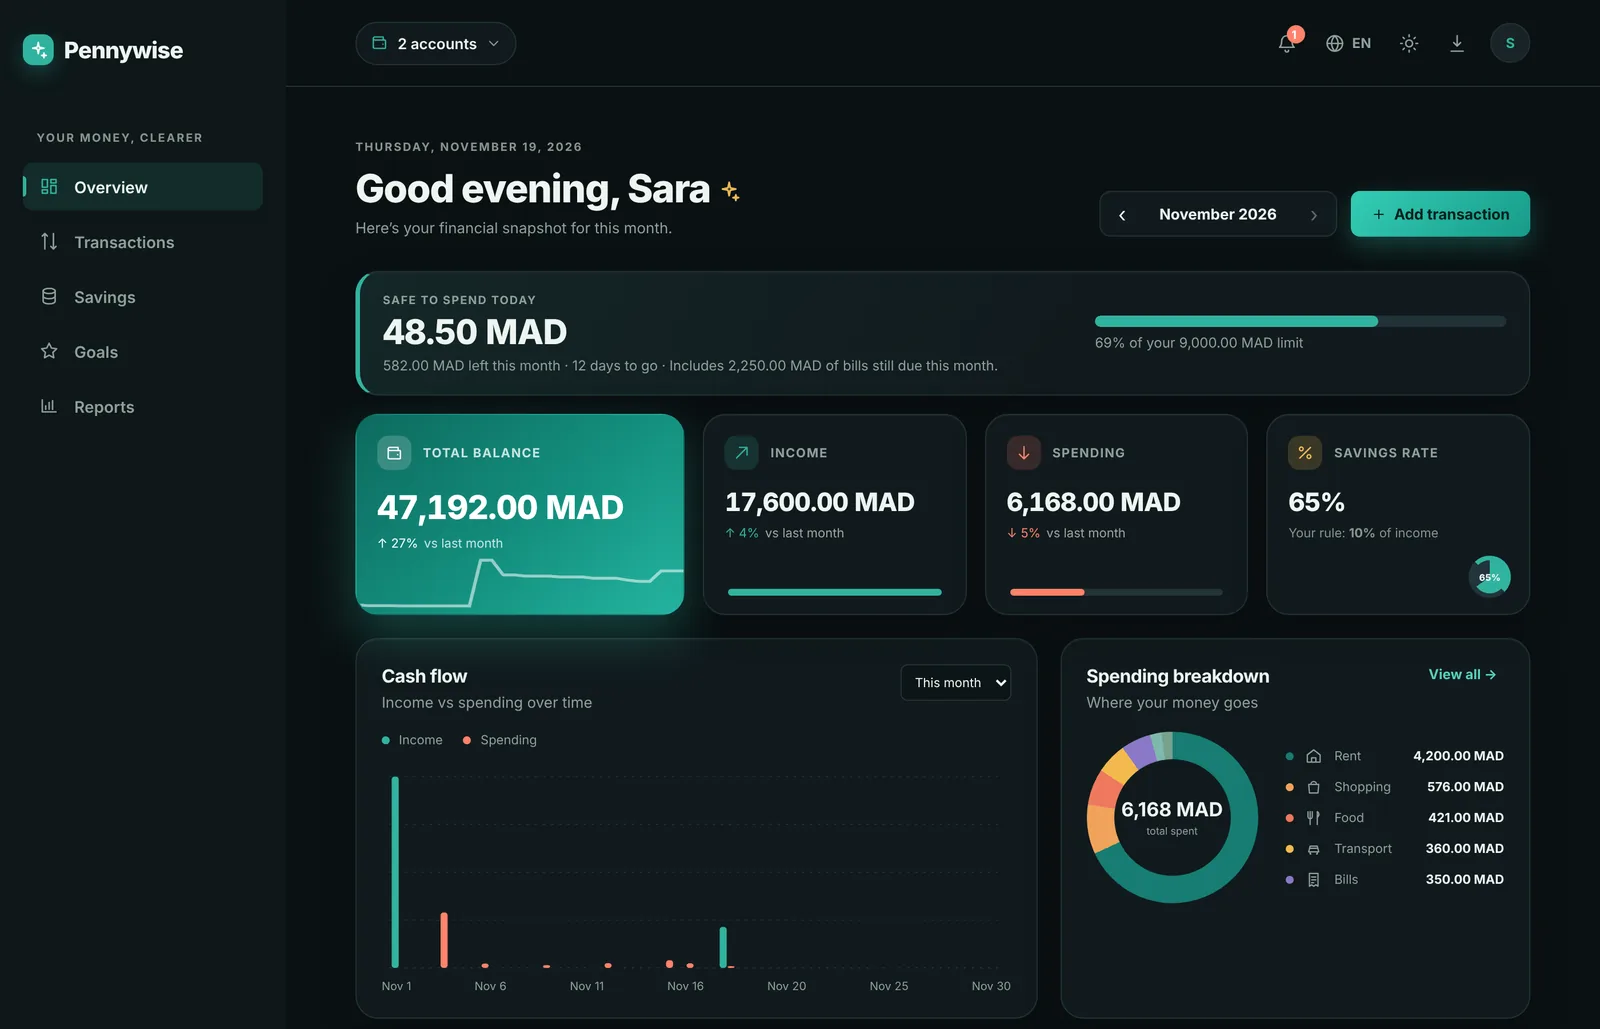 Pennywise
2 accounts
1
EN
S
YOUR MONEY, CLEARER
Overview
Transactions
Savings
Goals
Reports
THURSDAY, NOVEMBER 19, 2026
Good evening, Sara
Here’s your financial snapshot for this month.
‹ November 2026 ›
+ Add transaction
SAFE TO SPEND TODAY
48.50 MAD
582.00 MAD left this month · 12 days to go · Includes 2,250.00 MAD of bills still due this month.
69% of your 9,000.00 MAD limit
TOTAL BALANCE
47,192.00 MAD
↑ 27% vs last month
INCOME
17,600.00 MAD
↑ 4% vs last month
SPENDING
6,168.00 MAD
↓ 5% vs last month
% SAVINGS RATE
65%
Your rule: 10% of income
65%
Cash flow
Income vs spending over time
This month
Income Spending
Nov 1 Nov 6 Nov 11 Nov 16 Nov 20 Nov 25 Nov 30
Spending breakdown
View all →
Where your money goes
6,168 MAD
total spent
Rent 4,200.00 MAD
Shopping 576.00 MAD
Food 421.00 MAD
Transport 360.00 MAD
Bills 350.00 MAD